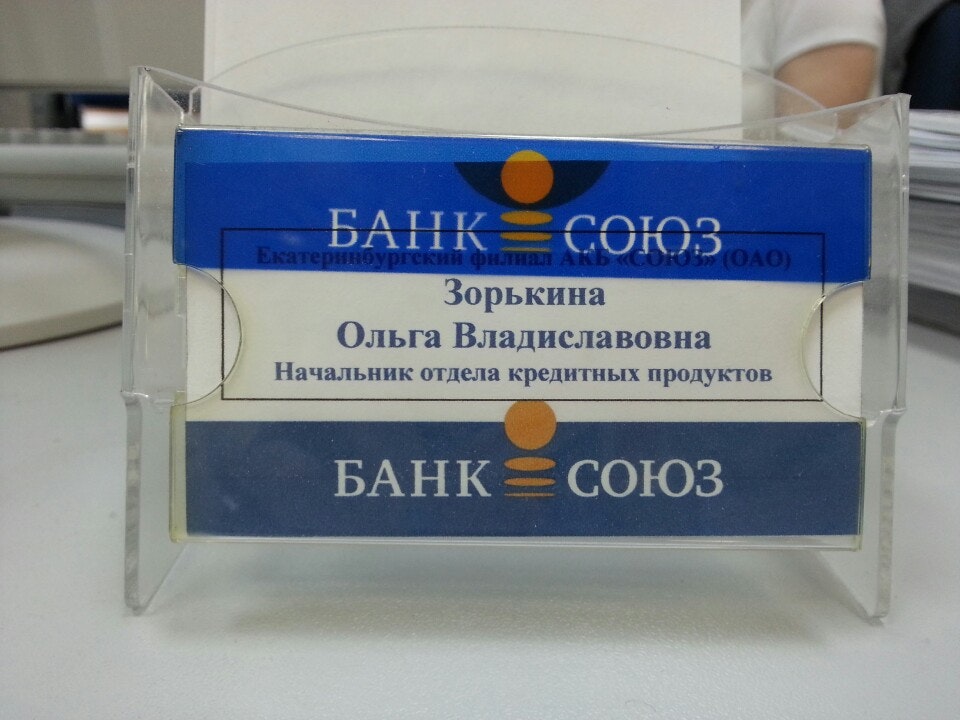 БАНК СОЮЗ
Екатеринбургский филиал АКБ «СОЮЗ» (ОАО)
Зорькина
Ольга Владиславовна
Начальник отдела кредитных продуктов
БАНК СОЮЗ